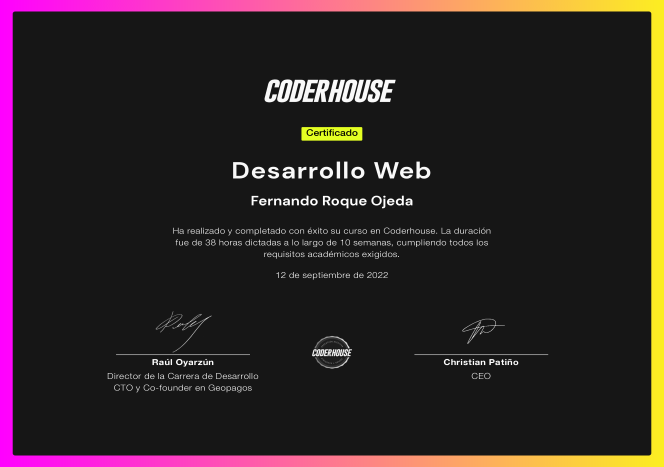 CODERHOUSE
Certificado
Desarrollo Web
Fernando Roque Ojeda
Ha realizado y completado con éxito su curso en Coderhouse. La duración
fue de 38 horas dictadas a lo largo de 10 semanas, cumpliendo todos los
requisitos académicos exigidos.
12 de septiembre de 2022
Raúl Oyarzún
Director de la Carrera de Desarrollo
CTO y Co-founder en Geopagos
CODERHOUSE
Christian Patiño
CEO